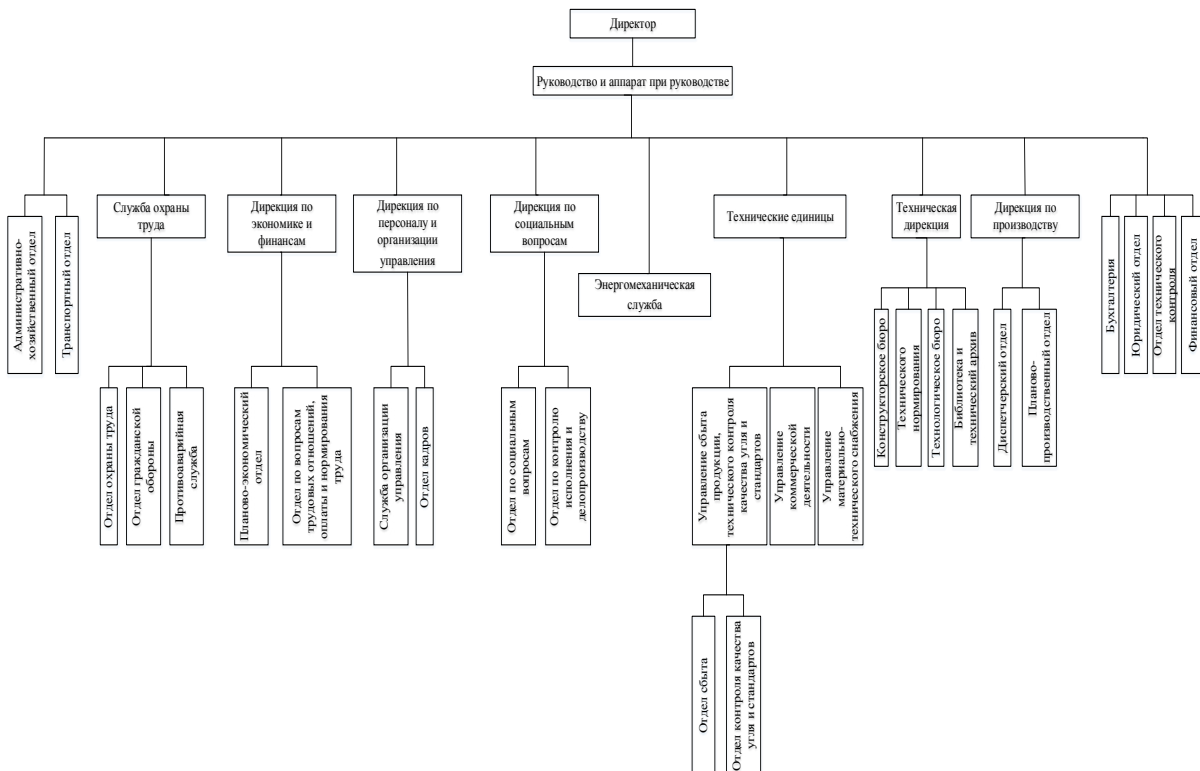 Директор
Руководство и аппарат при руководстве
Административно-
хозяйственный отдел
Транспортный отдел
Служба охраны
труда
Дирекция по
экономике и
финансам
Дирекция по
персоналу и
организации
управления
Дирекция по
социальным
вопросам
Энергомеханическая
служба
Технические единицы
Техническая
дирекция
Дирекция по
производству
Бухгалтерия
Юридический отдел
Отдел технического
контроля
Финансовый отдел
Отдел охраны труда
Отдел гражданской
обороны
Противоаварийная
служба
Планово-экономический
отдел
Отдел по вопросам
трудовых отношений,
оплаты и нормирования
труда
Служба организации
управления
Отдел кадров
Отдел по социальным
вопросам
Отдел по контролю
исполнения и
делопроизводству
Управление сбыта
продукции,
технического контроля
качества угля и
стандартов
Управление
коммерческой
деятельности
Управление
материально-
технического снабжения
Конструкторское бюро
Технического
нормирования
Технологическое бюро
Библиотека и
технический архив
Диспетчерский отдел
Планово-
производственный отдел
Отдел сбыта
Отдел контроля качества
угля и стандартов